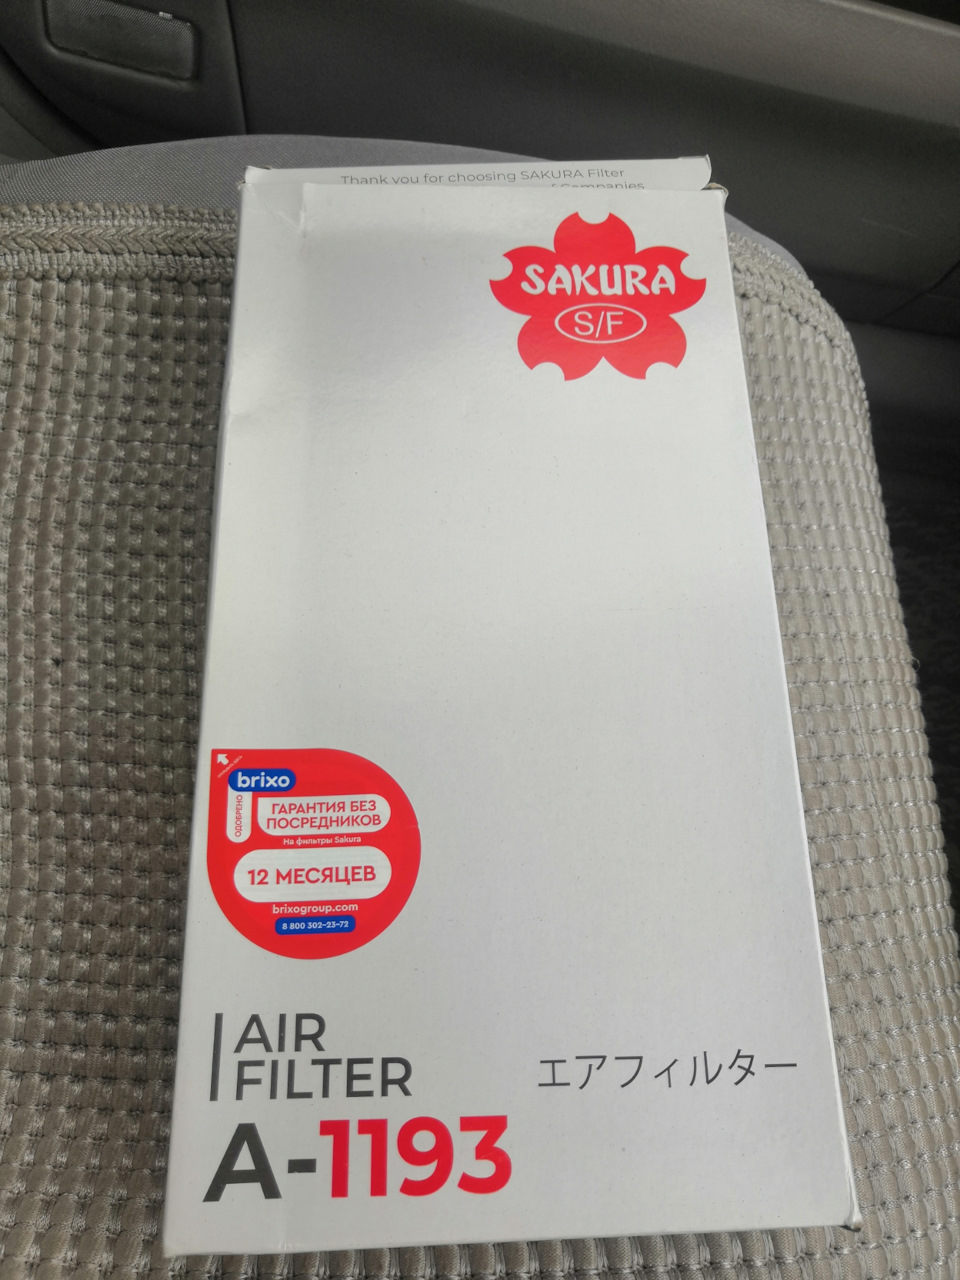 Thank you for choosing SAKURA Filter
Companies
SAKURA
S/F
brixo
ОДОБРЕНО
ГАРАНТИЯ БЕЗ
ПОСРЕДНИКОВ
На фильтры Sakura
12 МЕСЯЦЕВ
brixogroup.com
8 800 302-23-72
AIR
FILTER
エアフィルター
A-1193